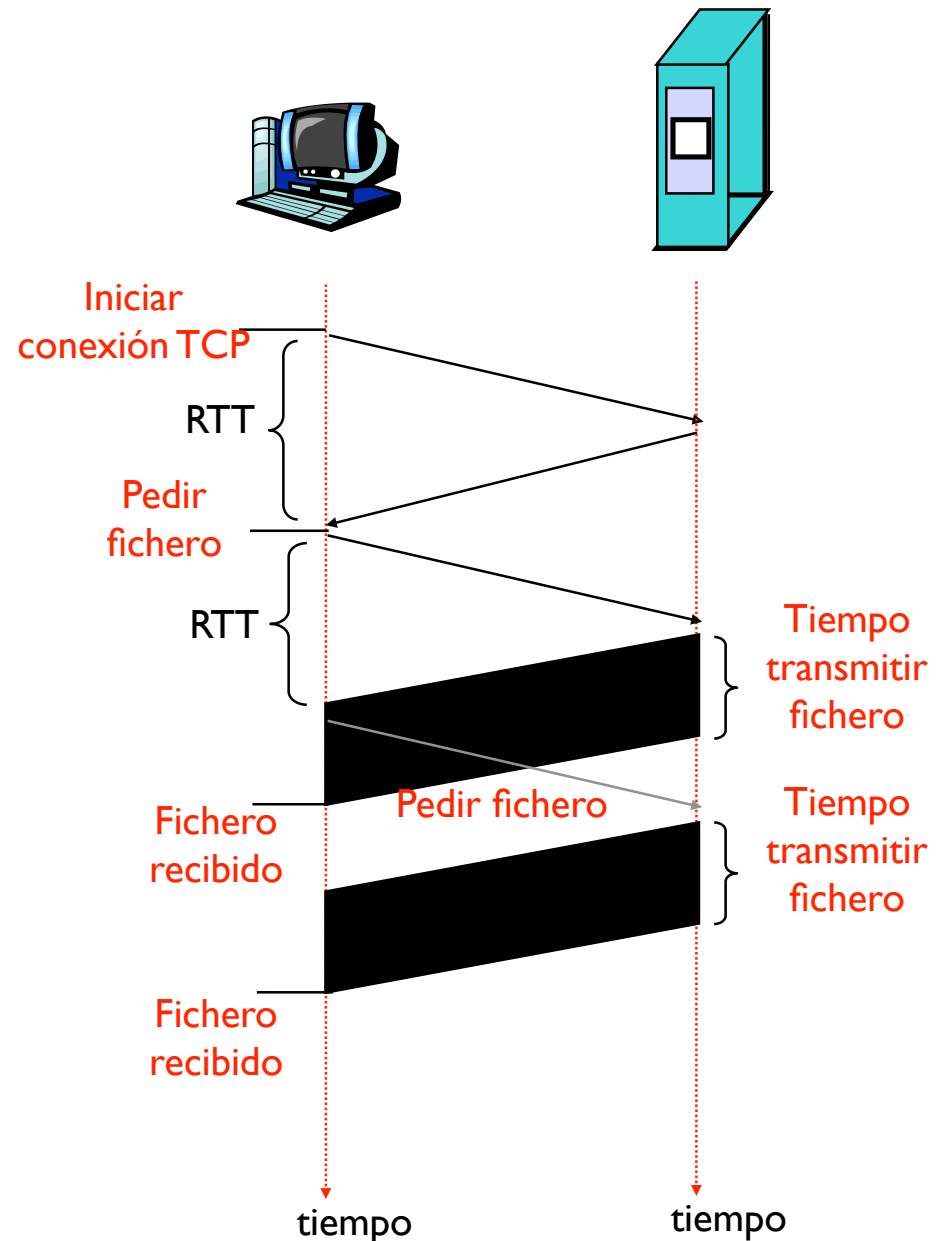 Iniciar
conexión TCP
RTT
Pedir
fichero
RTT
Tiempo
transmitir
fichero
Pedir fichero
Fichero
recibido
Tiempo
transmitir
fichero
Fichero
recibido
tiempo
tiempo